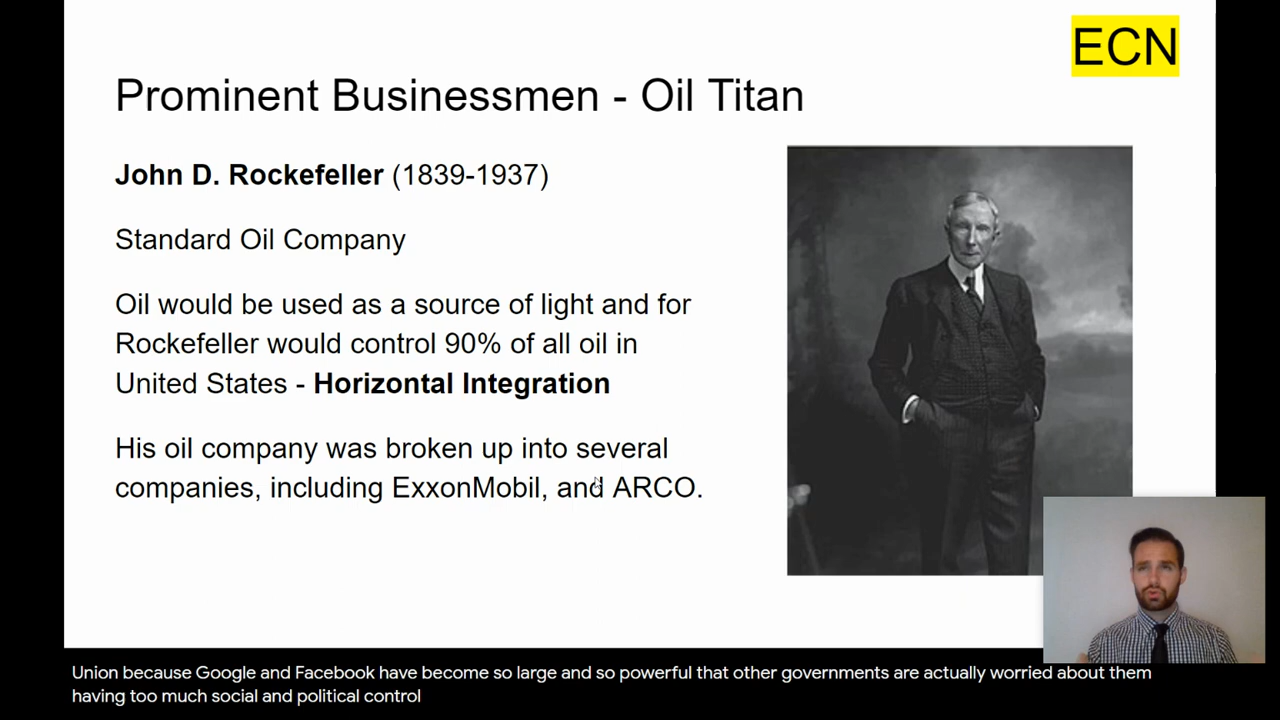 ECN
Prominent Businessmen - Oil Titan
John D. Rockefeller (1839-1937)
Standard Oil Company
Oil would be used as a source of light and for
Rockefeller would control 90% of all oil in
United States - Horizontal Integration
His oil company was broken up into several
companies, including ExxonMobil, and ARCO.
Union because Google and Facebook have become so large and so powerful that other governments are actually worried about them
having too much social and political control